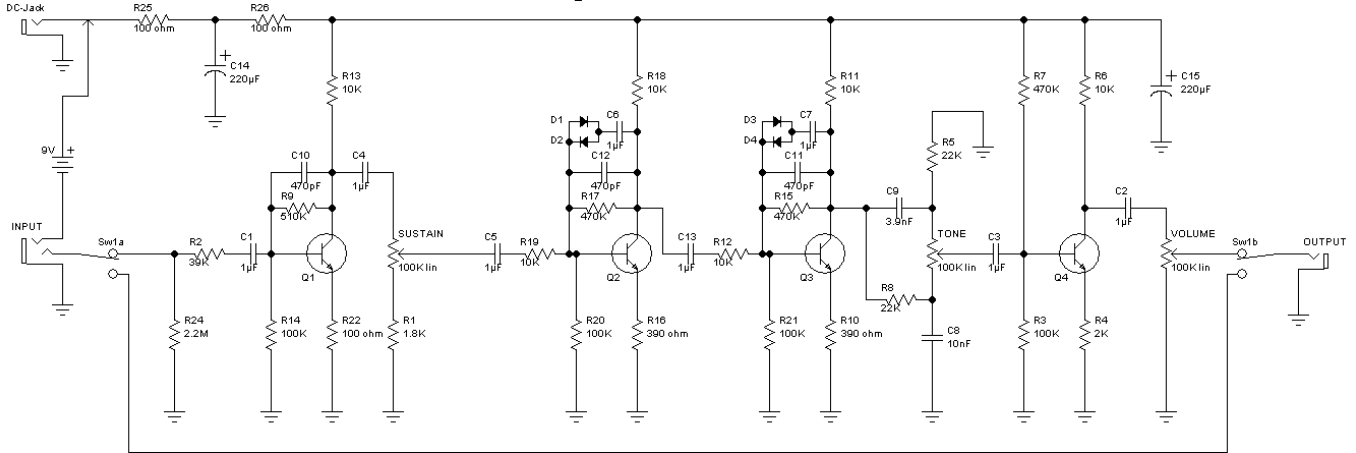 DC-Jack
R25
100 ohm
R26
100 ohm
C14
220µF
9V
INPUT
Sw1a
R24
2.2M
R2
39K
C1
1µF
R14
100K
C10
470pF
R9
510K
R13
10K
Q1
R22
100 ohm
C4
1µF
SUSTAIN
100K lin
R1
1.8K
C5
1µF
R19
10K
D1
D2
C6
1µF
C12
470pF
R17
470K
R18
10K
Q2
R20
100K
R16
390 ohm
C13
1µF
R12
10K
D3
D4
C7
1µF
C11
470pF
R15
470K
R11
10K
Q3
R21
100K
R10
390 ohm
C9
3.9nF
R5
22K
TONE
100K lin
R8
22K
C8
10nF
C3
1µF
R7
470K
R3
100K
R6
10K
Q4
R4
2K
C2
1µF
C15
220µF
VOLUME
100K lin
Sw1b
OUTPUT